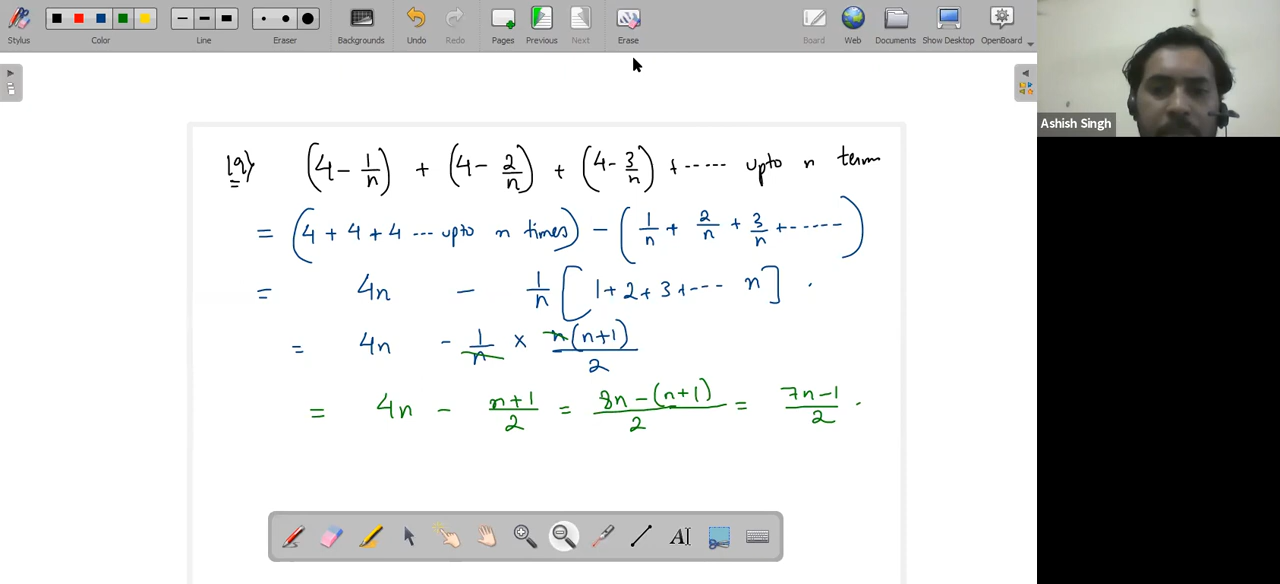 Stylus Color Line Eraser Backgrounds Undo Redo Pages Previous Next Erase Board Web Documents Show Desktop OpenBoard
Ashish Singh
19) (4 - 1/n) + (4 - 2/n) + (4 - 3/n) + ----- upto n term
= (4 + 4 + 4 --- upto n times) - (1/n + 2/n + 3/n + -----)
= 4n - 1/n [1 + 2 + 3 + --- n] .
= 4n - 1/n × n(n+1)/2
= 4n - n+1/2 = 8n-(n+1)/2 = 7n-1/2 .
AI